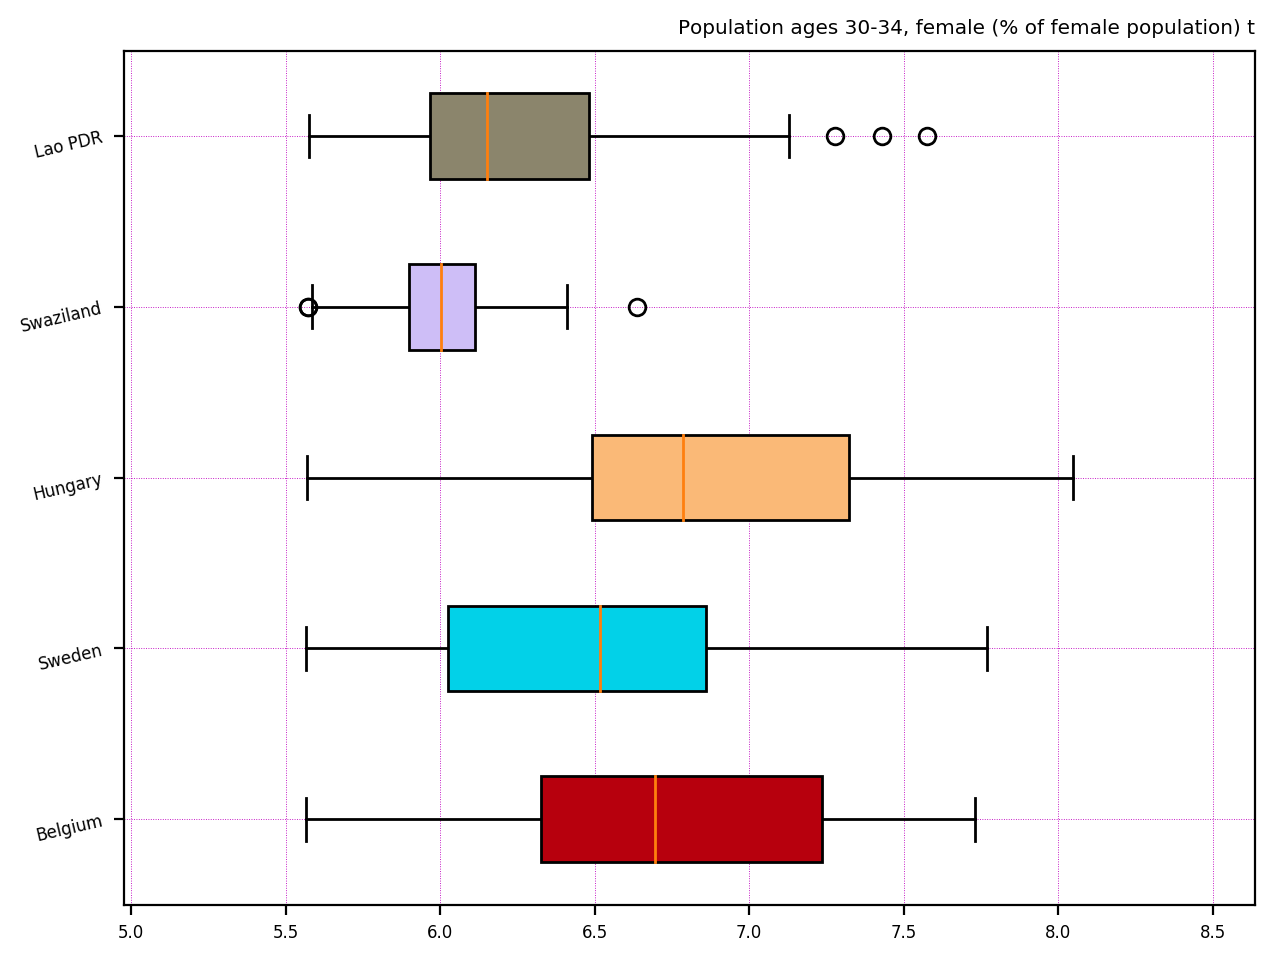 Population ages 30-34, female (% of female population) t
Lao PDR
Swaziland
Hungary
Sweden
Belgium
5.0 5.5 6.0 6.5 7.0 7.5 8.0 8.5